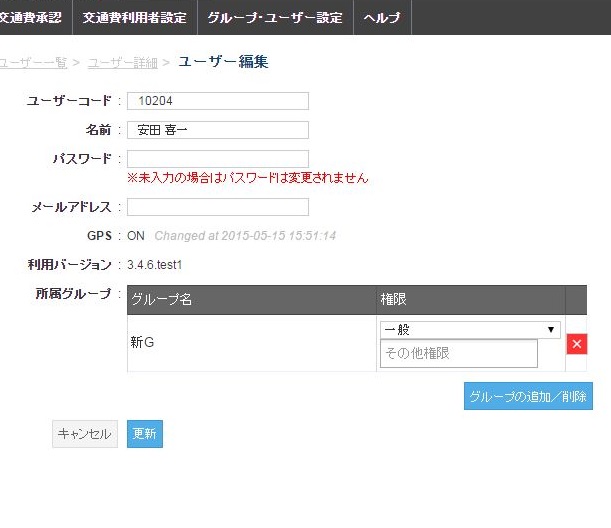 交通費承認 交通費利用者設定 グループ・ユーザー設定 ヘルプ
ユーザー一覧 > ユーザー詳細 > ユーザー編集
ユーザーコード : 10204
名前 : 安田 喜一
パスワード :
※未入力の場合はパスワードは変更されません
メールアドレス :
GPS : ON Changed at 2015-05-15 15:51:14
利用バージョン : 3.4.6.test1
所属グループ : グループ名 権限
新G 一般 ▼
その他権限
グループの追加／削除
キャンセル 更新